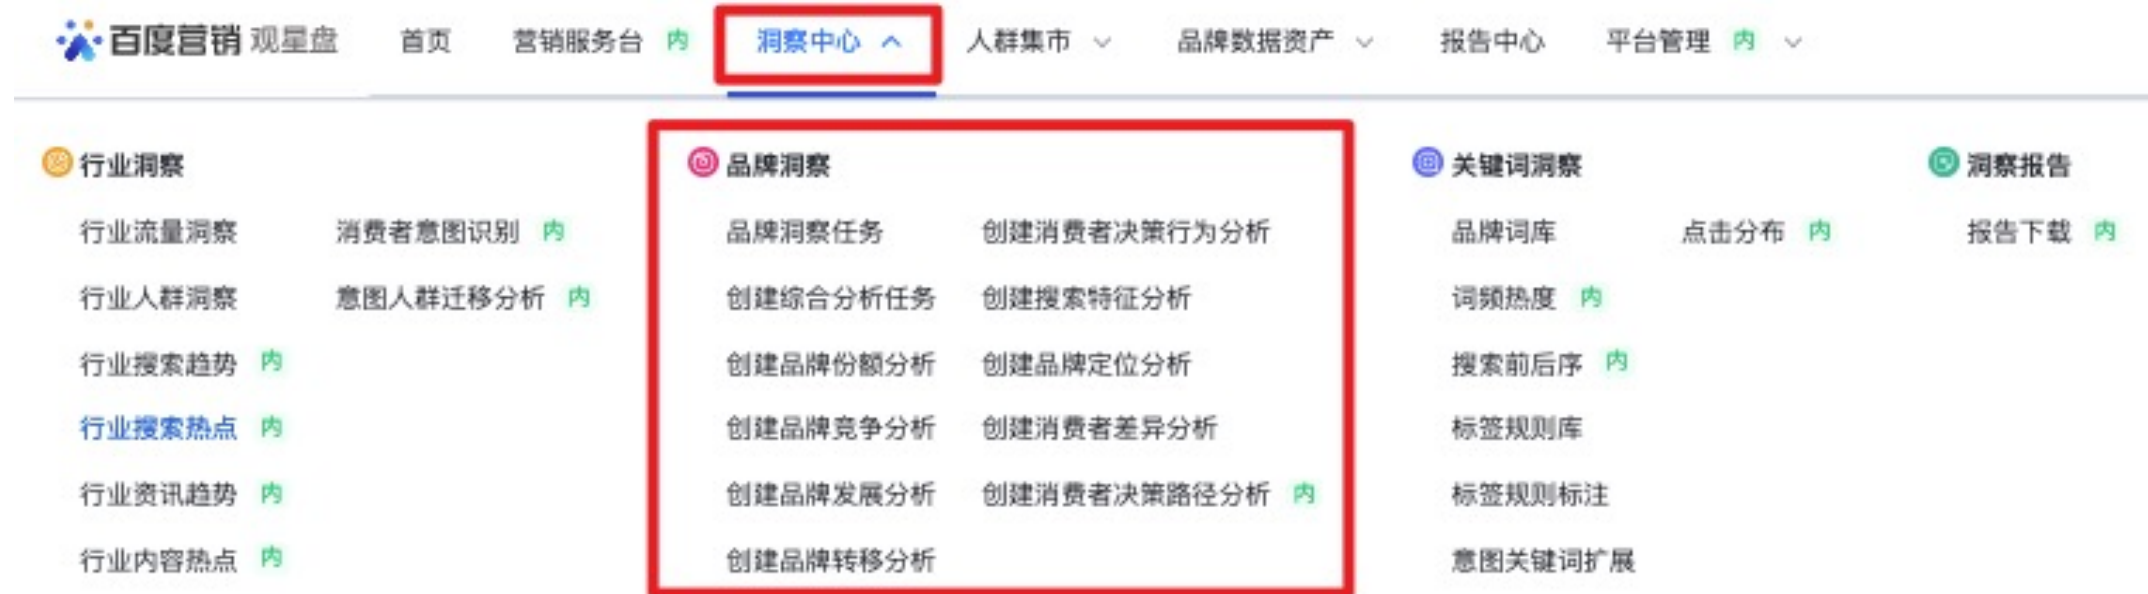 百度营销 观星盘 首页 营销服务台 内 洞察中心 人群集市 品牌数据资产 报告中心 平台管理 内
行业洞察 品牌洞察 关键词洞察 洞察报告
行业流量洞察 消费者意图识别 内 品牌洞察任务 创建消费者决策行为分析 品牌词库 点击分布 内 报告下载 内
行业人群洞察 意图人群迁移分析 内 创建综合分析任务 创建搜索特征分析 词频热度 内
行业搜索趋势 内 创建品牌份额分析 创建品牌定位分析 搜索前后序 内
行业搜索热点 内 创建品牌竞争分析 创建消费者差异分析 标签规则库
行业资讯趋势 内 创建品牌发展分析 创建消费者决策路径分析 内 标签规则标注
行业内容热点 内 创建品牌转移分析 意图关键词扩展